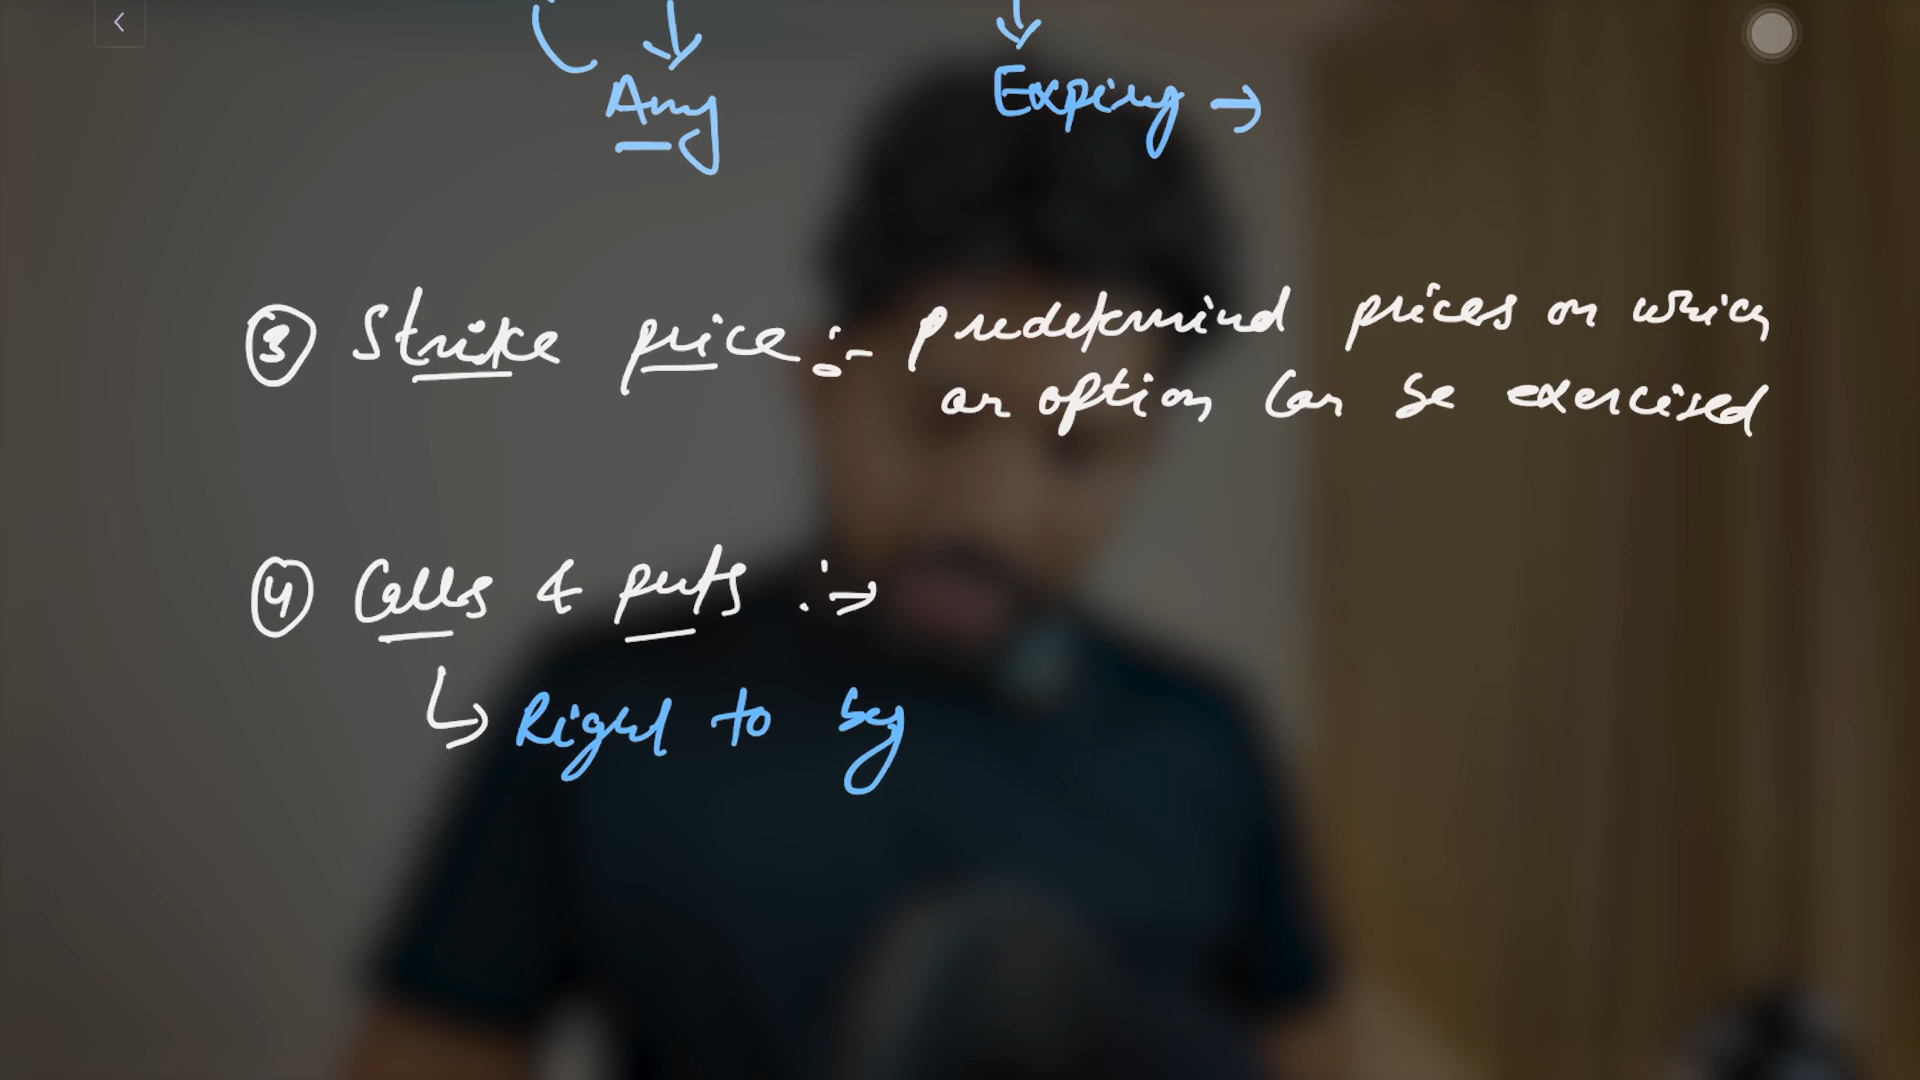 Any
Expiry →
③ Strike price :- predetermined prices on which
an option can be exercised
④ Calls & puts :→
↳ Right to buy